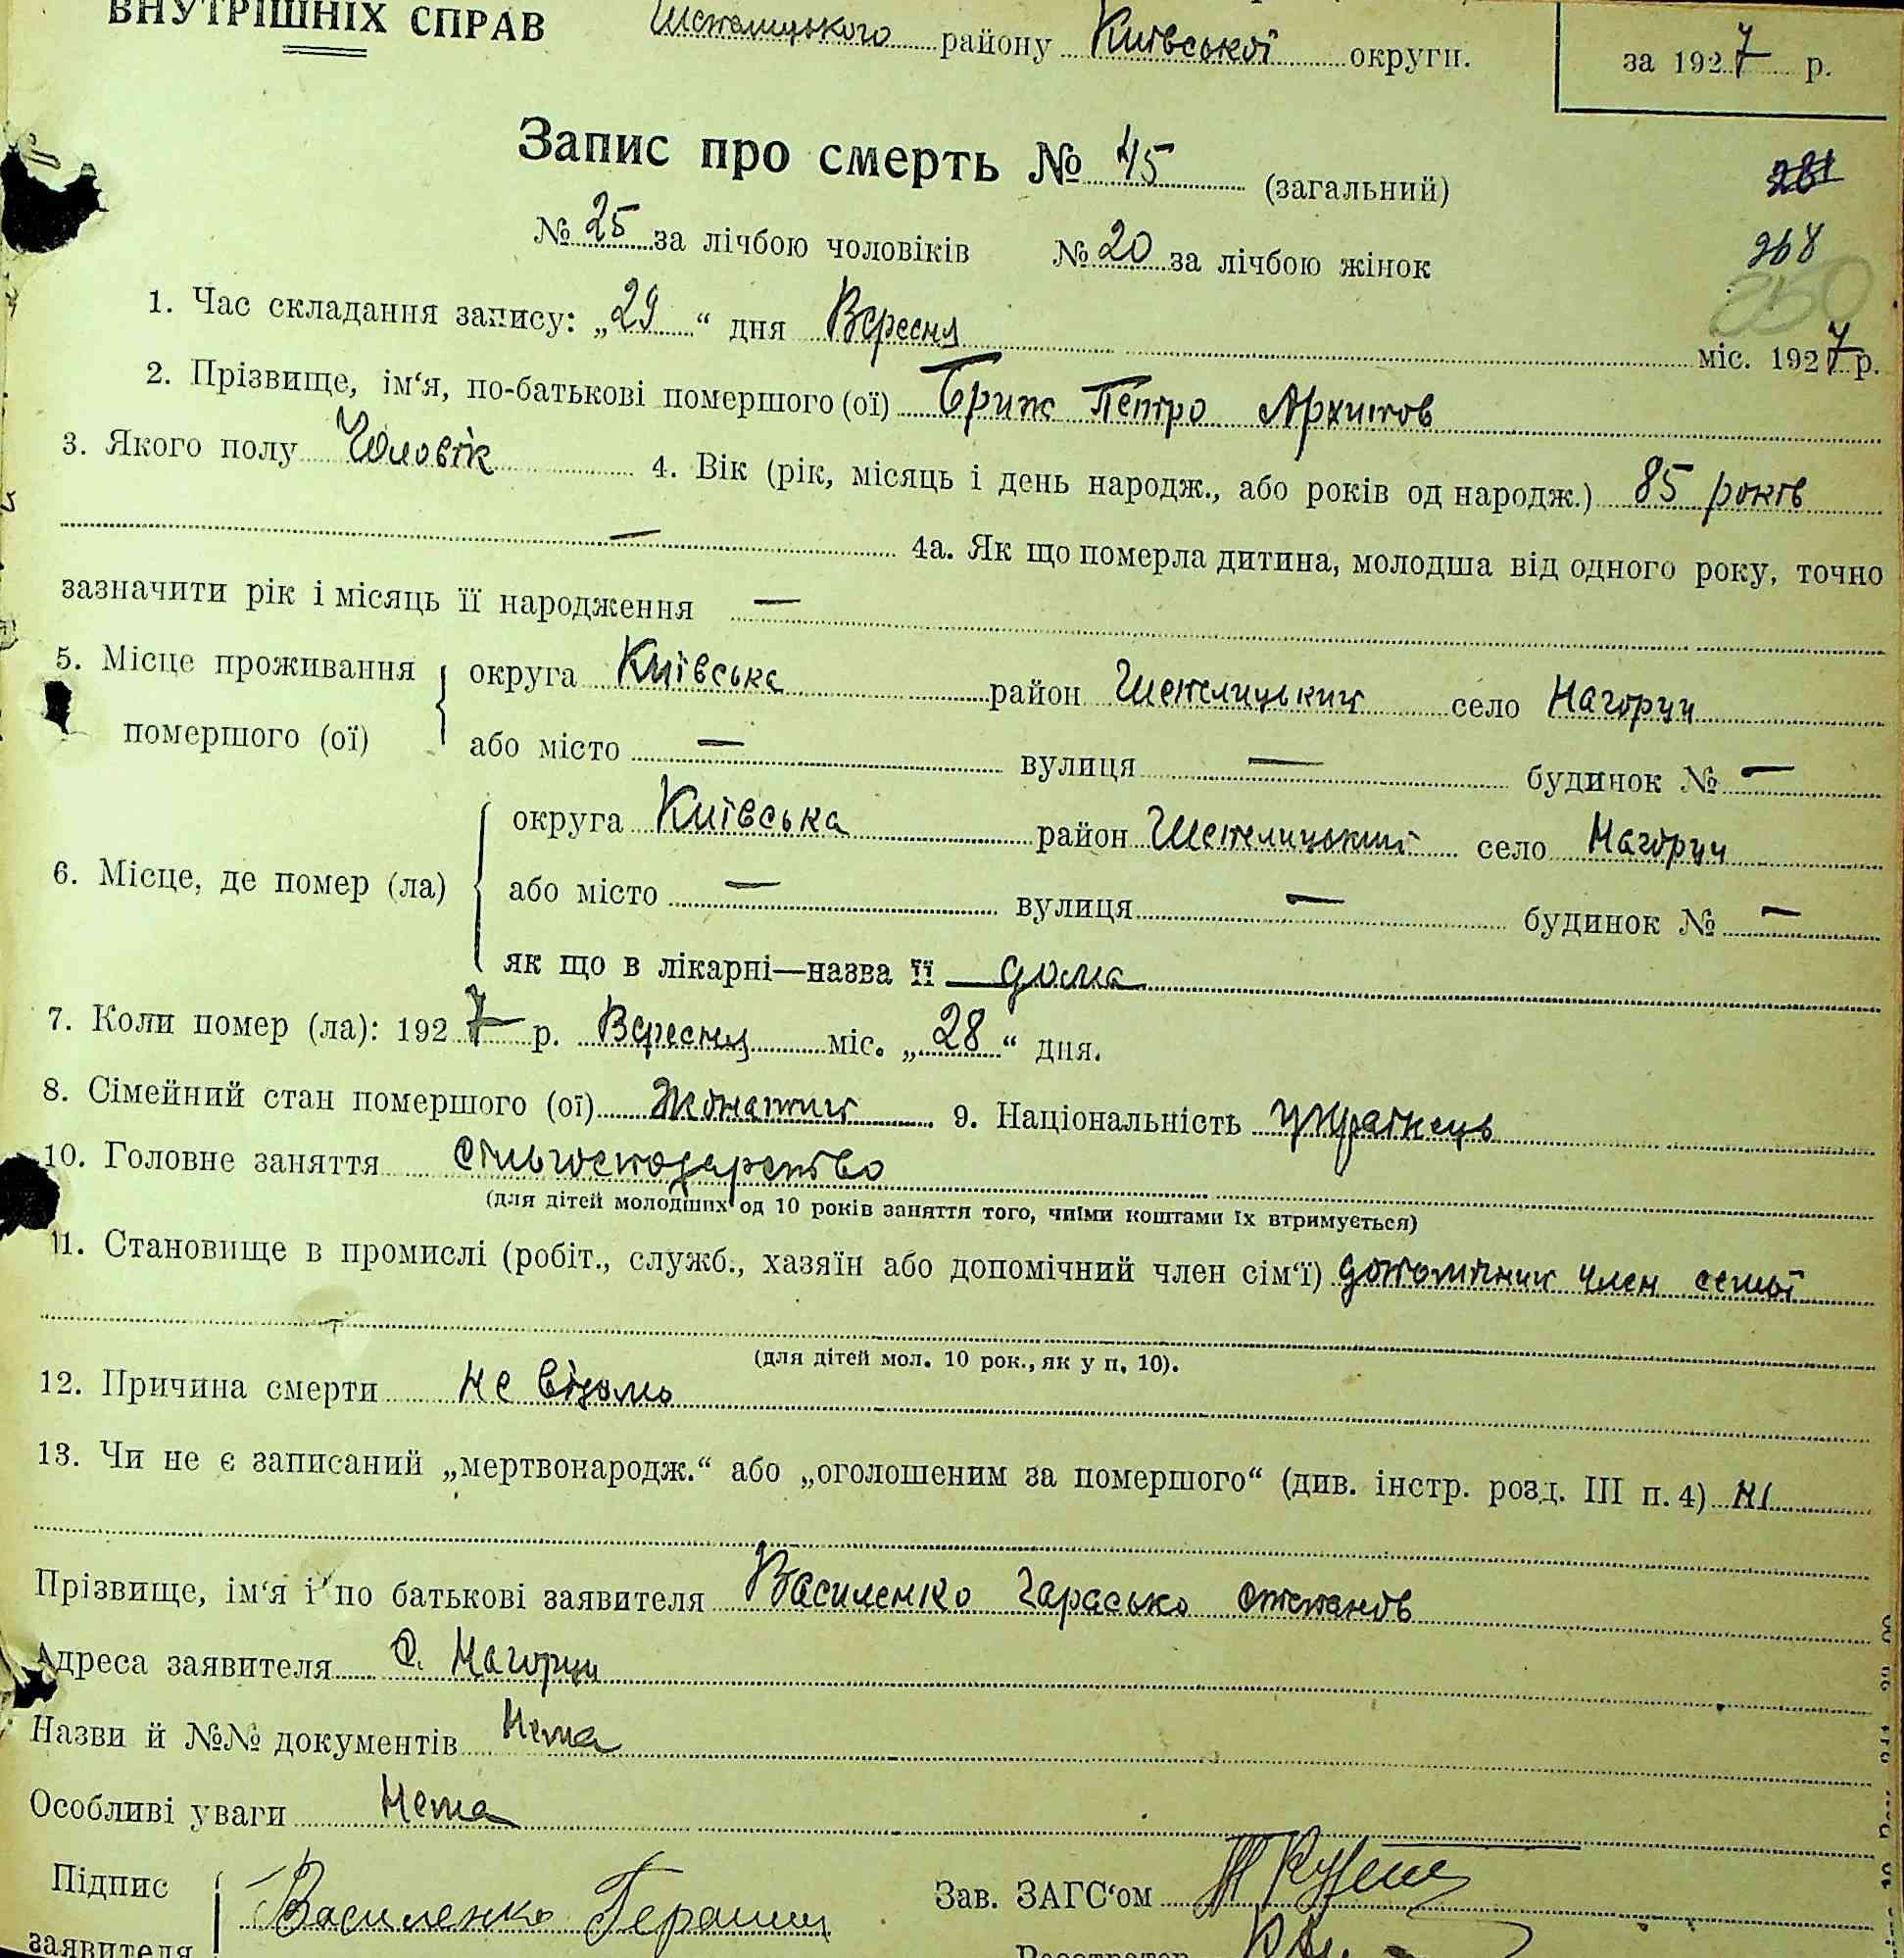 ВНУТРІШНІХ СПРАВ району Київської округи. за 1927 р.
Запис про смерть № 45 (загальний)
№ 25 за лічбою чоловіків № 20 за лічбою жінок
268
250
1. Час складання запису: „29“ дня Вересня міс. 1927 р.
2. Прізвище, ім‘я, по-батькові помершого (ої) Бриж Петро Архипов
3. Якого полу Чоловік 4. Вік (рік, місяць і день народж., або років од народж.) 85 років
— 4а. Як що померла дитина, молодша від одного року, точно
зазначити рік і місяць її народження —
5. Місце проживання округа Київська район село Нагорци
помершого (ої) або місто — вулиця — будинок № —
округа Київська район село Нагорци
6. Місце, де помер (ла) або місто — вулиця — будинок № —
як що в лікарні—назва її дома
7. Коли помер (ла): 1927 р. Вересня міс. „28“ дня.
8. Сімейний стан помершого (ої) Жонатий 9. Національність Українець
10. Головне заняття сільгосподарство
(для дітей молодших од 10 років заняття того, чиїми коштами їх втримується)
11. Становище в промислі (робіт., служб., хазяїн або допомічний член сім‘ї) допомічний член семьї
(для дітей мол. 10 рок., як у п. 10).
12. Причина смерти не відомо
13. Чи не є записаний „мертвонародж.“ або „оголошеним за помершого“ (див. інстр. розд. III п. 4) Ні
Прізвище, ім‘я і по батькові заявителя Василенко Гарасько Степанов
Адреса заявителя с. Нагорци
Назви й №№ документів Нема
Особливі уваги Нема
Підпис Василенко Зав. ЗАГС‘ом
заявителя